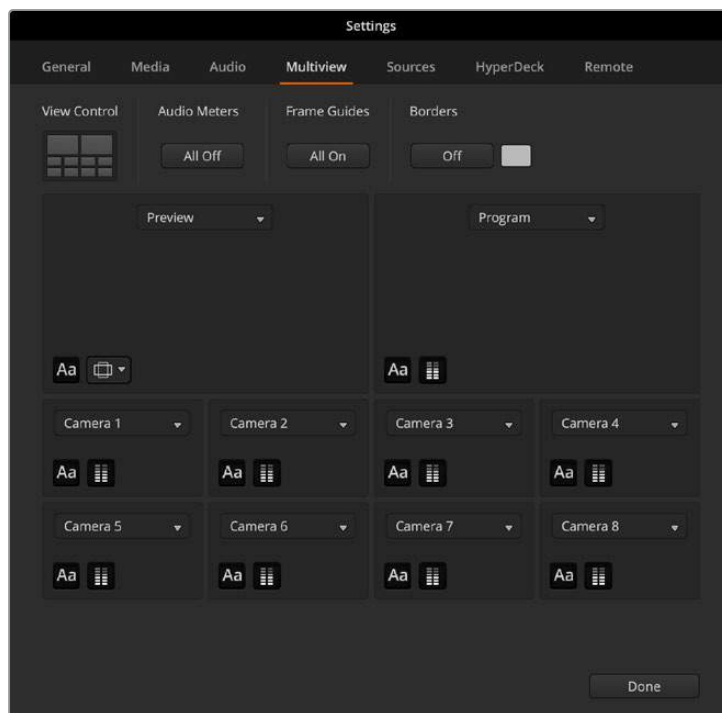 Settings
General Media Audio Multiview Sources HyperDeck Remote
View Control Audio Meters Frame Guides Borders
All Off All On Off
Preview Program
Aa Aa
Camera 1 Camera 2 Camera 3 Camera 4
Aa Aa Aa Aa
Camera 5 Camera 6 Camera 7 Camera 8
Aa Aa Aa Aa
Done